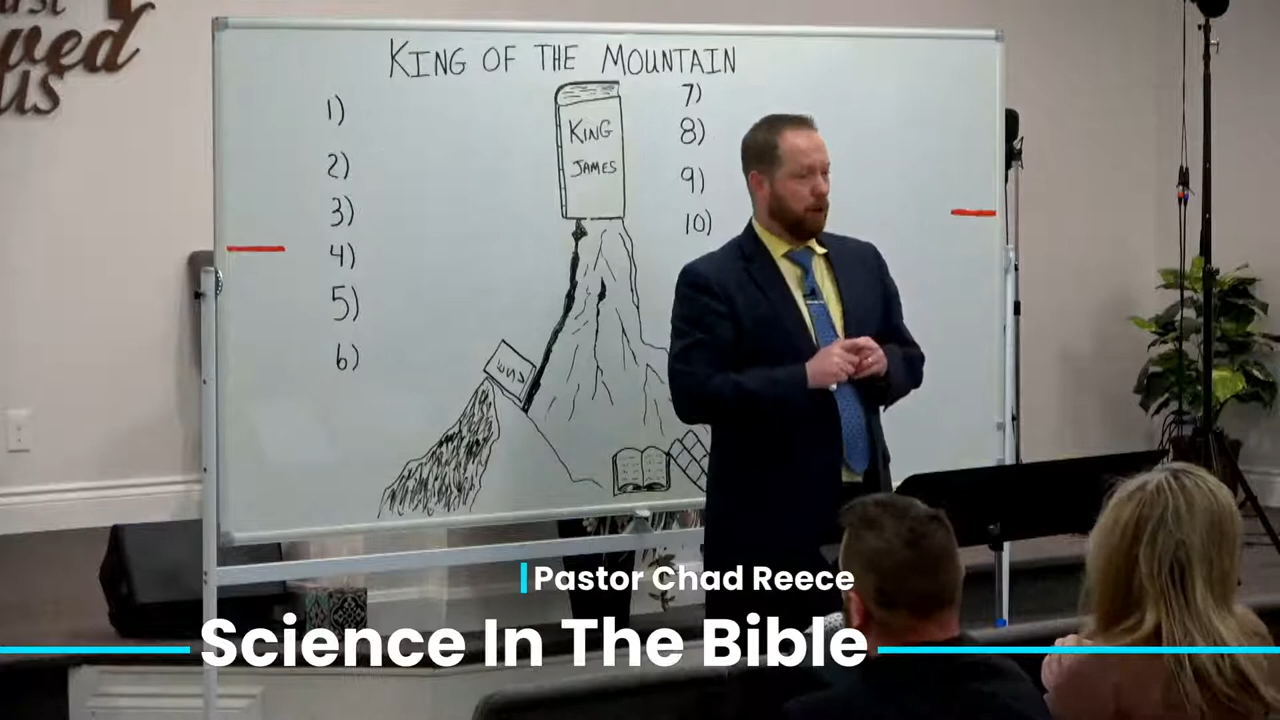 us
KING OF THE MOUNTAIN
1)
2)
3)
4)
5)
6)
KING
JAMES
7)
8)
9)
10)
Pastor Chad Reece
Science In The Bible